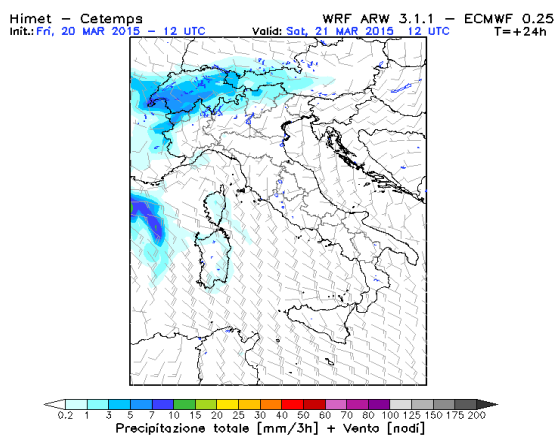 Himet – Cetemps WRF ARW 3.1.1 – ECMWF 0.25
Init.: Fri, 20 MAR 2015 – 12 UTC Valid: Sat, 21 MAR 2015 12 UTC T=+24h
0.2 1 3 5 7 10 15 20 25 30 40 50 60 70 80 100 125 150 175 200
Precipitazione totale [mm/3h] + Vento [nodi]